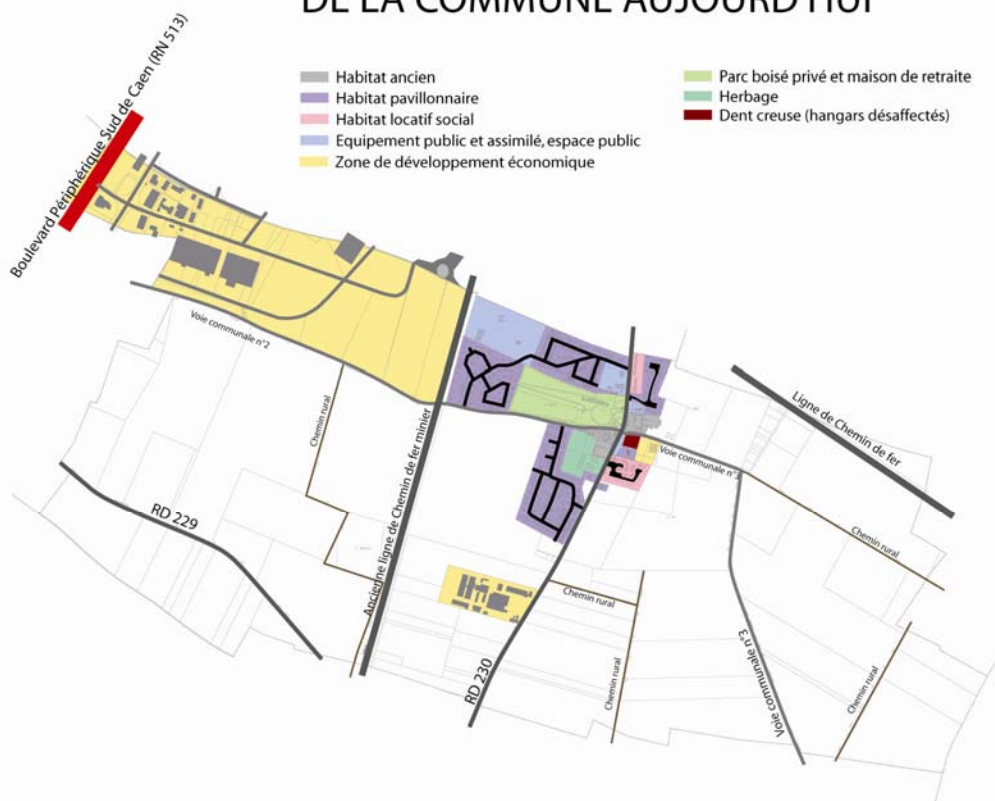 DE LA COMMUNE AUJOURD'HUI
Boulevard Périphérique Sud de Caen (RN 513)
Habitat ancien
Habitat pavillonnaire
Habitat locatif social
Equipement public et assimilé, espace public
Zone de développement économique
Parc boisé privé et maison de retraite
Herbage
Dent creuse (hangars désaffectés)
Voie communale n°2
Chemin rural
Ancienne ligne de Chemin de fer minier
Ligne de Chemin de fer
Voie communale n°3
RD 229
Chemin rural
Chemin rural
RD 230
Chemin rural
Voie communale n°3
Chemin rural